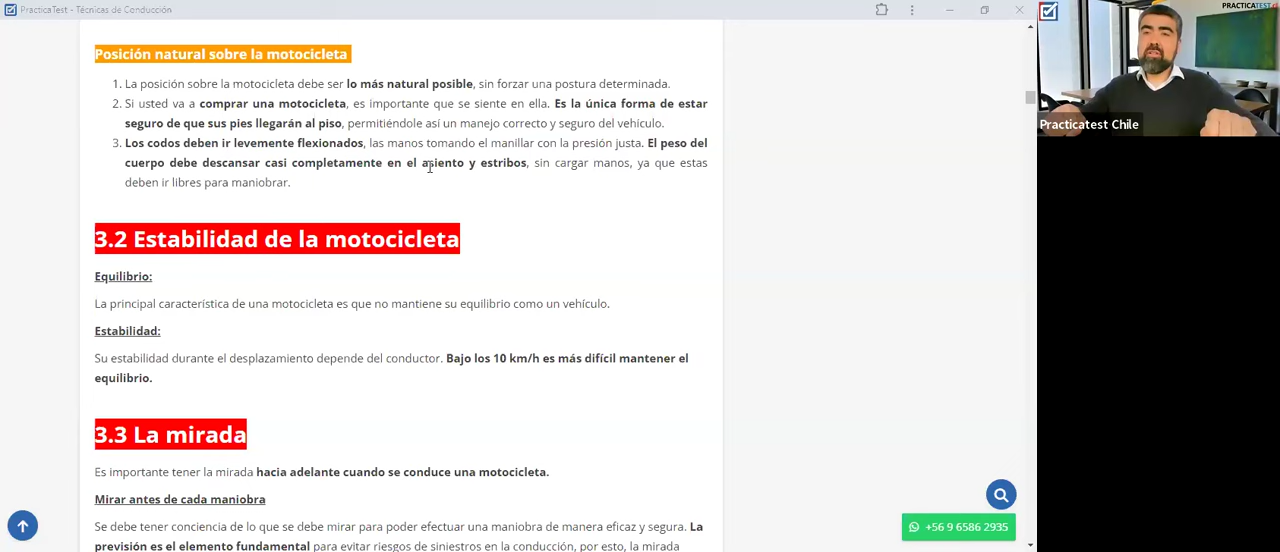 PracticaTest - Técnicas de Conducción
PRACTICATEST.cl
Posición natural sobre la motocicleta
1. La posición sobre la motocicleta debe ser lo más natural posible, sin forzar una postura determinada.
2. Si usted va a comprar una motocicleta, es importante que se siente en ella. Es la única forma de estar
seguro de que sus pies llegarán al piso, permitiéndole así un manejo correcto y seguro del vehículo.
3. Los codos deben ir levemente flexionados, las manos tomando el manillar con la presión justa. El peso del
cuerpo debe descansar casi completamente en el asiento y estribos, sin cargar manos, ya que estas
deben ir libres para maniobrar.
Practicatest Chile
3.2 Estabilidad de la motocicleta
Equilibrio:
La principal característica de una motocicleta es que no mantiene su equilibrio como un vehículo.
Estabilidad:
Su estabilidad durante el desplazamiento depende del conductor. Bajo los 10 km/h es más difícil mantener el
equilibrio.
3.3 La mirada
Es importante tener la mirada hacia adelante cuando se conduce una motocicleta.
Mirar antes de cada maniobra
Se debe tener conciencia de lo que se debe mirar para poder efectuar una maniobra de manera eficaz y segura. La
previsión es el elemento fundamental para evitar riesgos de siniestros en la conducción, por esto, la mirada
+56 9 6586 2935